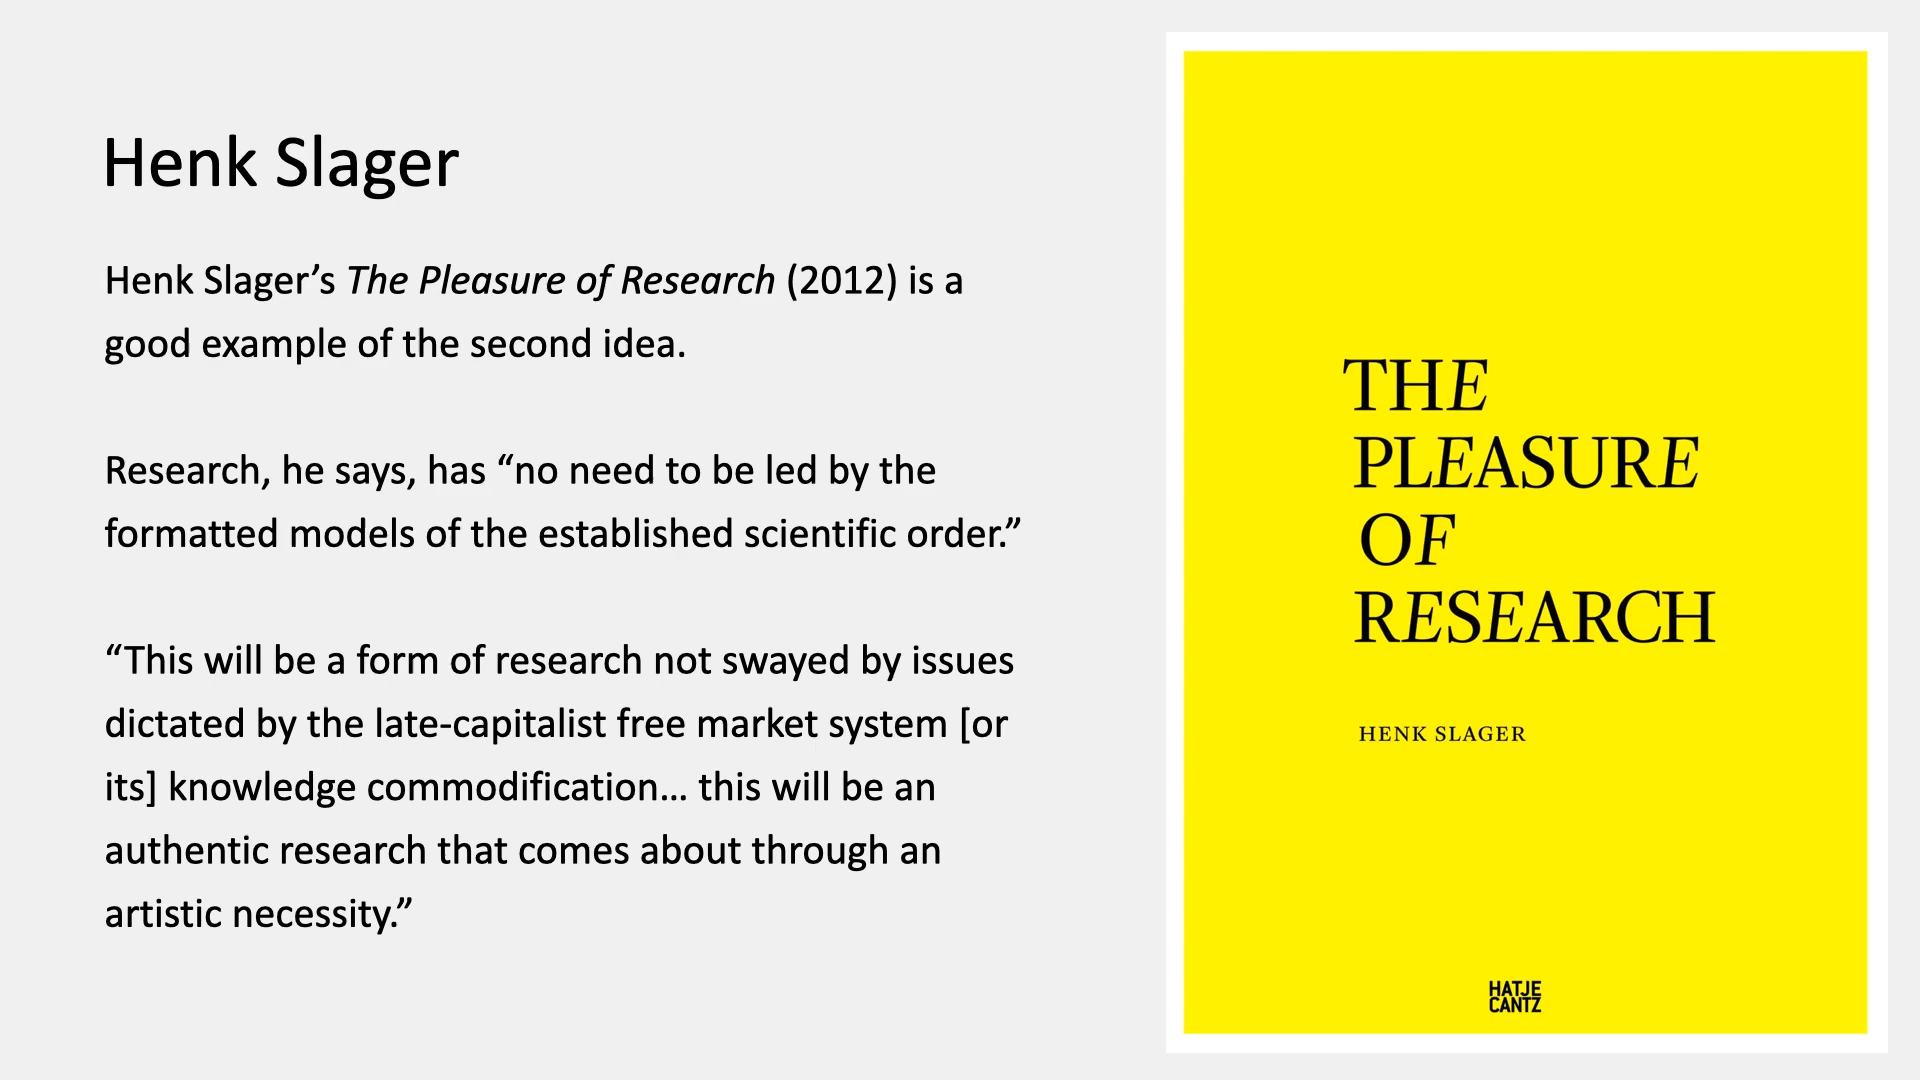 Henk Slager
Henk Slager’s The Pleasure of Research (2012) is a
good example of the second idea.
Research, he says, has “no need to be led by the
formatted models of the established scientific order.”
“This will be a form of research not swayed by issues
dictated by the late-capitalist free market system [or
its] knowledge commodification… this will be an
authentic research that comes about through an
artistic necessity.”
THE
PLEASURE
OF
RESEARCH
HENK SLAGER
HATJE
CANTZ